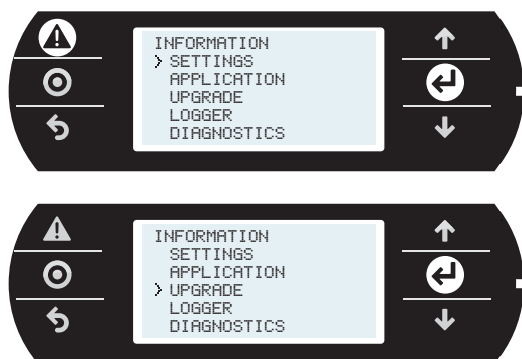 INFORMATION
> SETTINGS
APPLICATION
UPGRADE
LOGGER
DIAGNOSTICS
INFORMATION
SETTINGS
APPLICATION
> UPGRADE
LOGGER
DIAGNOSTICS